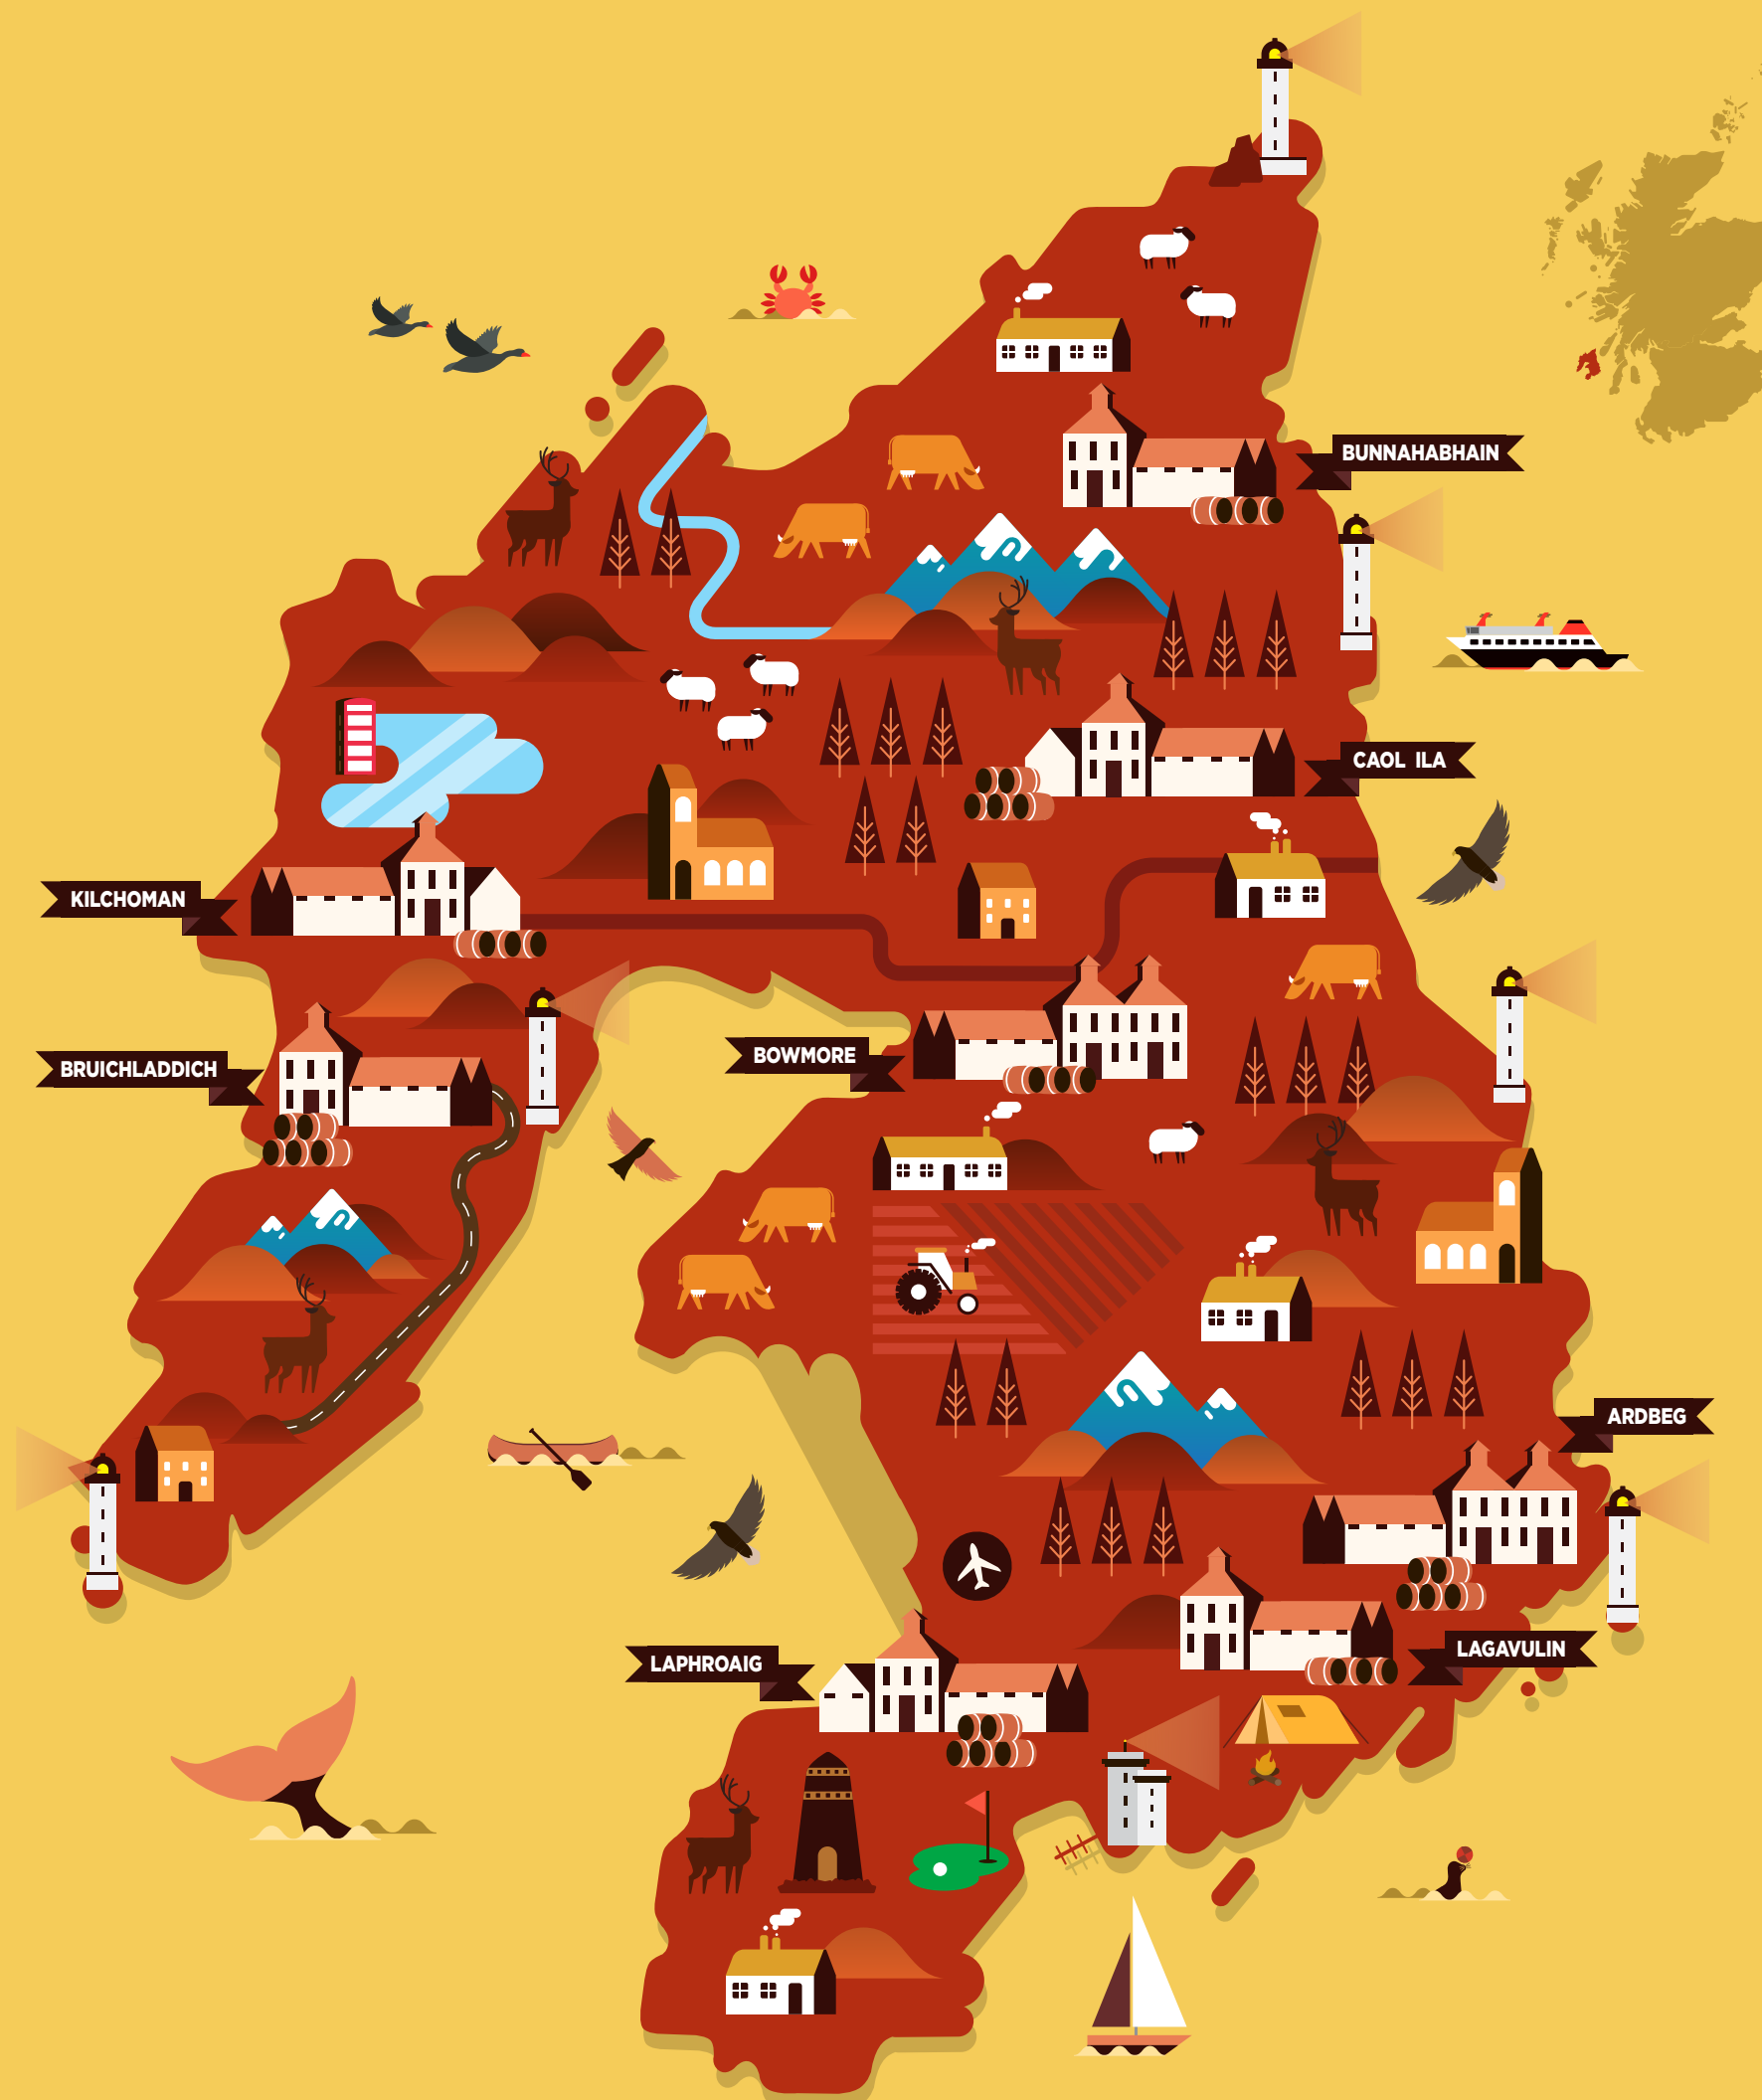 BUNNAHABHAIN
CAOL ILA
KILCHOMAN
BRUICHLADDICH
BOWMORE
ARDBEG
LAGAVULIN
LAPHROAIG